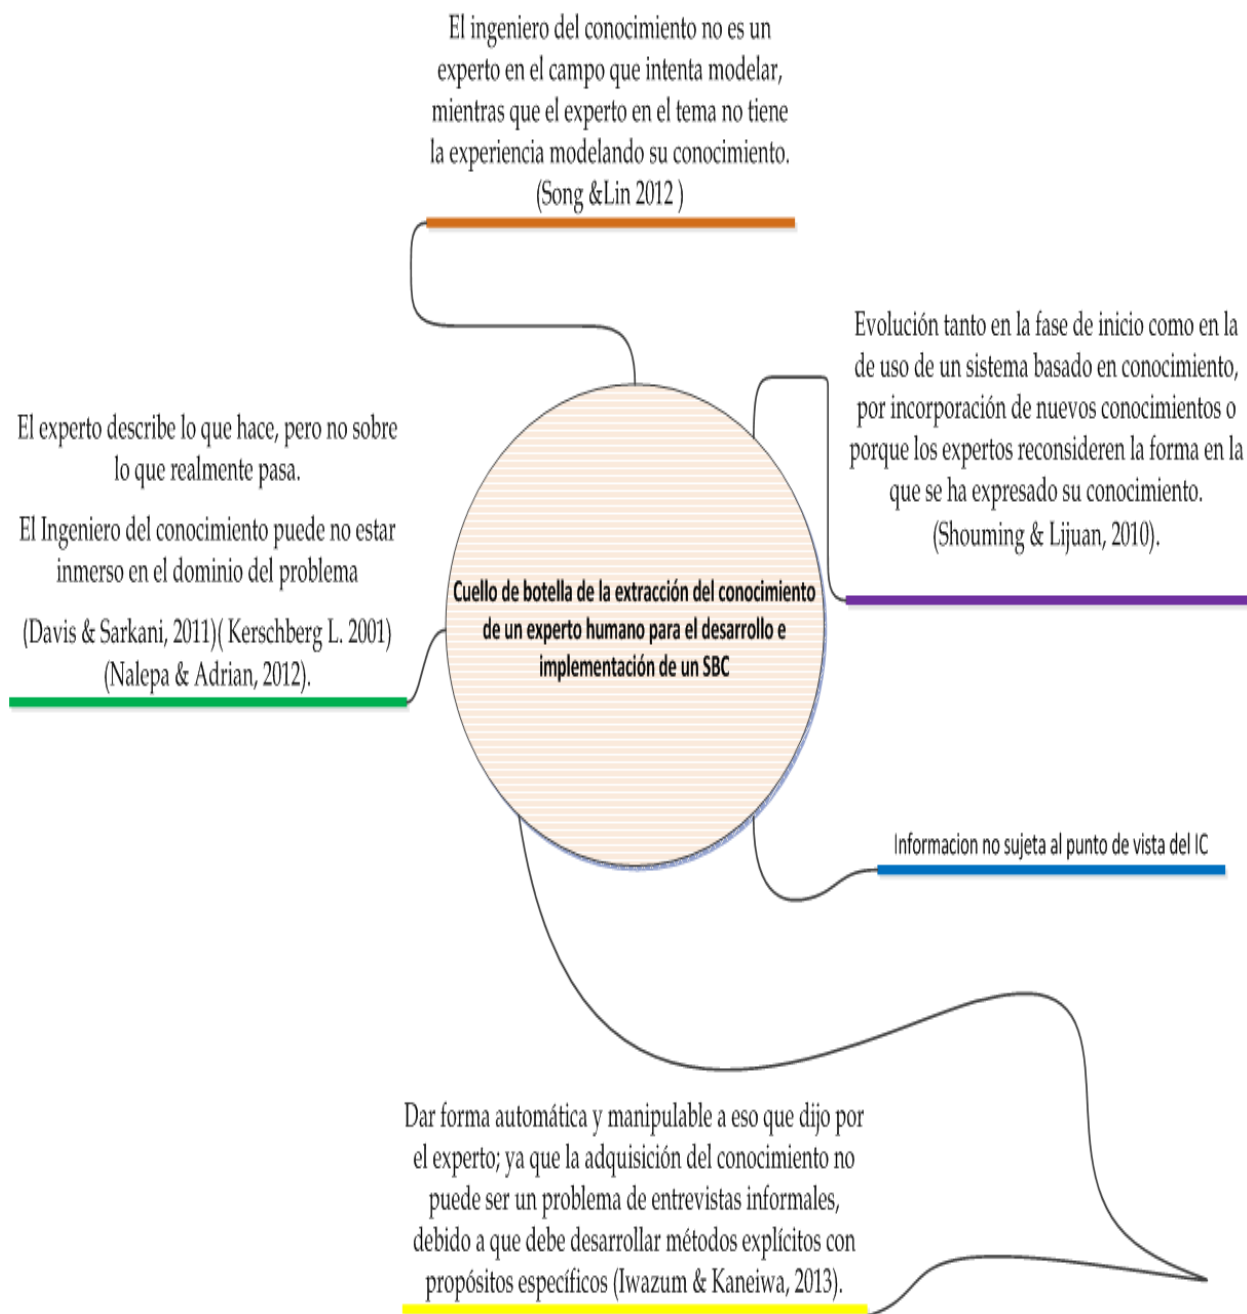 El ingeniero del conocimiento no es un
experto en el campo que intenta modelar,
mientras que el experto en el tema no tiene
la experiencia modelando su conocimiento.
(Song &Lin 2012 )
Evolución tanto en la fase de inicio como en la
de uso de un sistema basado en conocimiento,
por incorporación de nuevos conocimientos o
porque los expertos reconsideren la forma en la
que se ha expresado su conocimiento.
(Shouming & Lijuan, 2010).
El experto describe lo que hace, pero no sobre
lo que realmente pasa.
El Ingeniero del conocimiento puede no estar
inmerso en el dominio del problema
(Davis & Sarkani, 2011)( Kerschberg L. 2001)
(Nalepa & Adrian, 2012).
Cuello de botella de la extracción del conocimiento
de un experto humano para el desarrollo e
implementación de un SBC
Informacion no sujeta al punto de vista del IC
Dar forma automática y manipulable a eso que dijo por
el experto; ya que la adquisición del conocimiento no
puede ser un problema de entrevistas informales,
debido a que debe desarrollar métodos explícitos con
propósitos específicos (Iwazum & Kaneiwa, 2013).